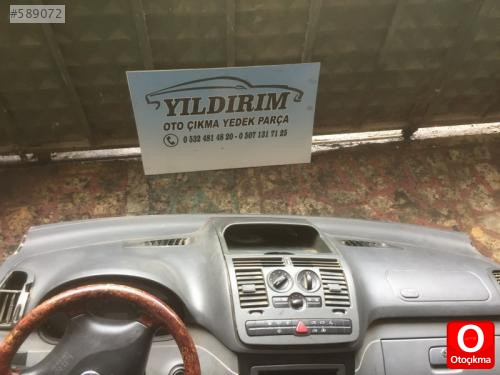 #589072
YILDIRIM
OTO ÇIKMA YEDEK PARÇA
0 532 481 48 20 - 0 507 131 71 25
O
Otoçıkma